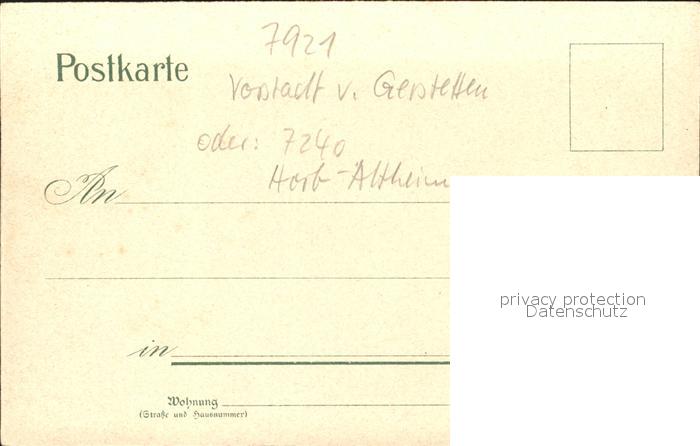 7921
Postkarte
Vorstadt v. Gerstetten
oder: 7240
Horb-Altheim
An
privacy protection
Datenschutz
in
Wohnung
(Straße und Hausnummer)